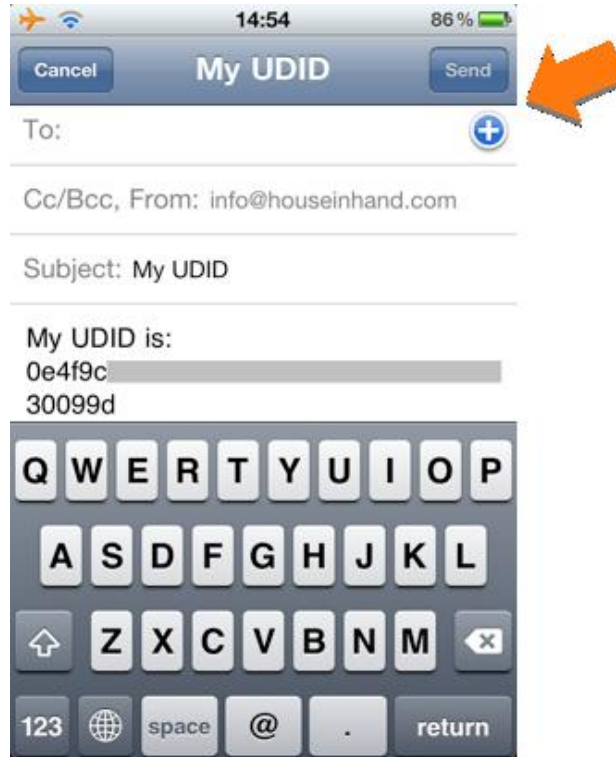 14:54 86%
Cancel My UDID Send
To:
Cc/Bcc, From: info@houseinhand.com
Subject: My UDID
My UDID is:
0e4f9c
30099d
Q W E R T Y U I O P
A S D F G H J K L
Z X C V B N M
123 space @ . return